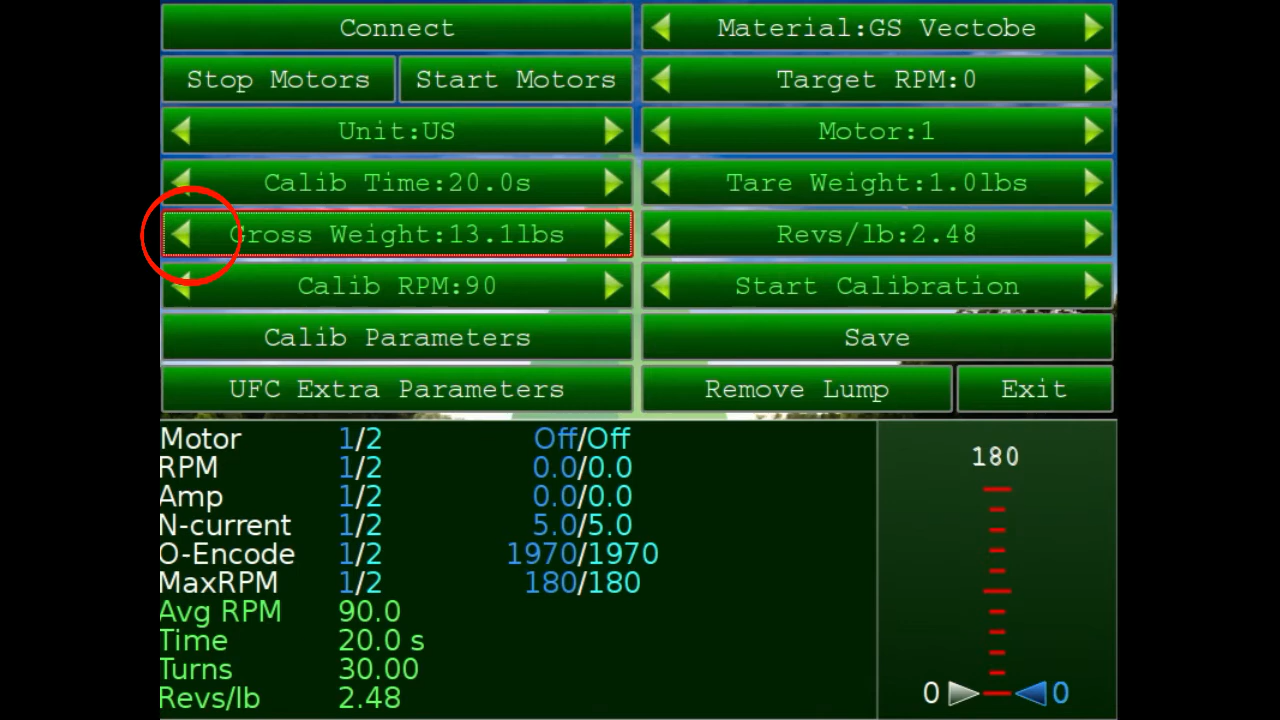 Connect
Material:GS Vectobe
Stop Motors Start Motors
Target RPM:0
Unit:US
Motor:1
Calib Time:20.0s
Tare Weight:1.0lbs
Gross Weight:13.1lbs
Revs/lb:2.48
Calib RPM:90
Start Calibration
Calib Parameters
Save
UFC Extra Parameters
Remove Lump
Exit
Motor 1/2 Off/Off
RPM 1/2 0.0/0.0
Amp 1/2 0.0/0.0
N-current 1/2 5.0/5.0
O-Encode 1/2 1970/1970
MaxRPM 1/2 180/180
Avg RPM 90.0
Time 20.0 s
Turns 30.00
Revs/lb 2.48
180
0 0